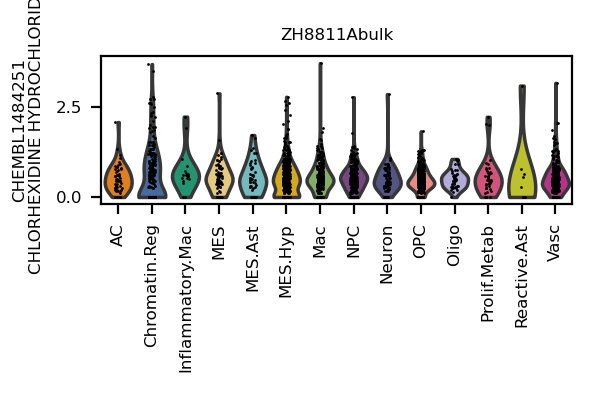 ZH8811Abulk
CHEMBL1484251
CHLORHEXIDINE HYDROCHLORID
2.5
0.0
AC
Chromatin.Reg
Inflammatory.Mac
MES
MES.Ast
MES.Hyp
Mac
NPC
Neuron
OPC
Oligo
Prolif.Metab
Reactive.Ast
Vasc